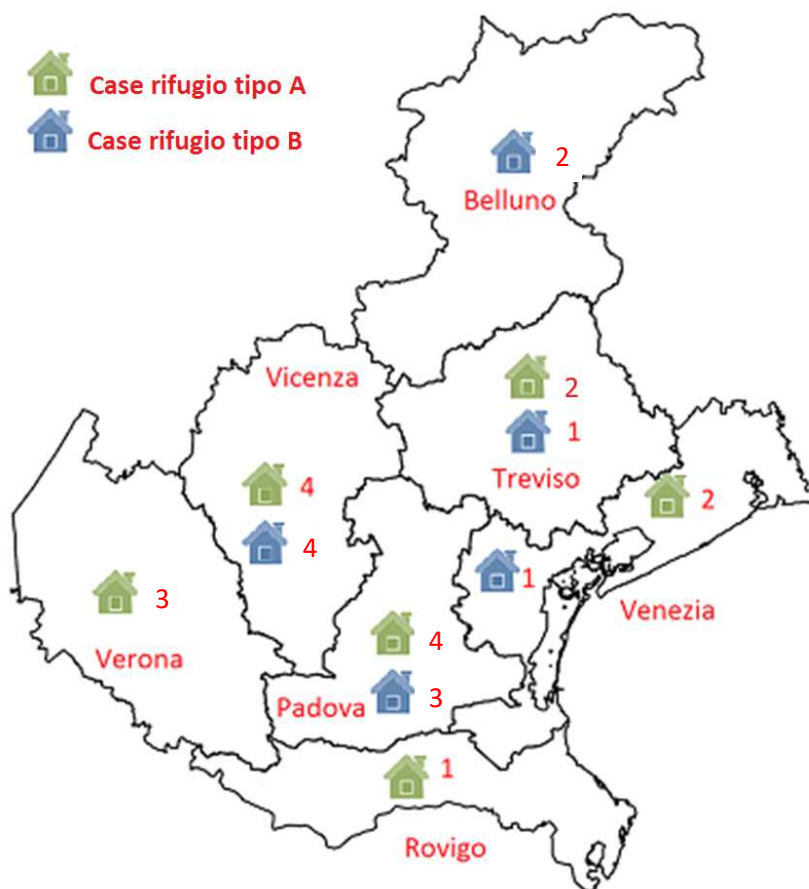 Case rifugio tipo A
Case rifugio tipo B
2
Belluno
Vicenza
2
1
Treviso
4
2
4
1
3
Venezia
4
Verona
3
Padova
1
Rovigo